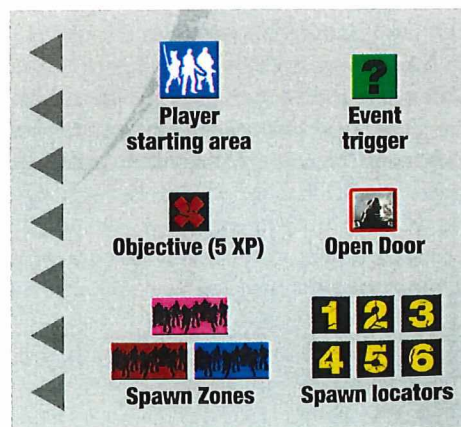 Player
starting area
?
Event
trigger
Objective (5 XP)
Open Door
Spawn Zones
1 2 3
4 5 6
Spawn locators